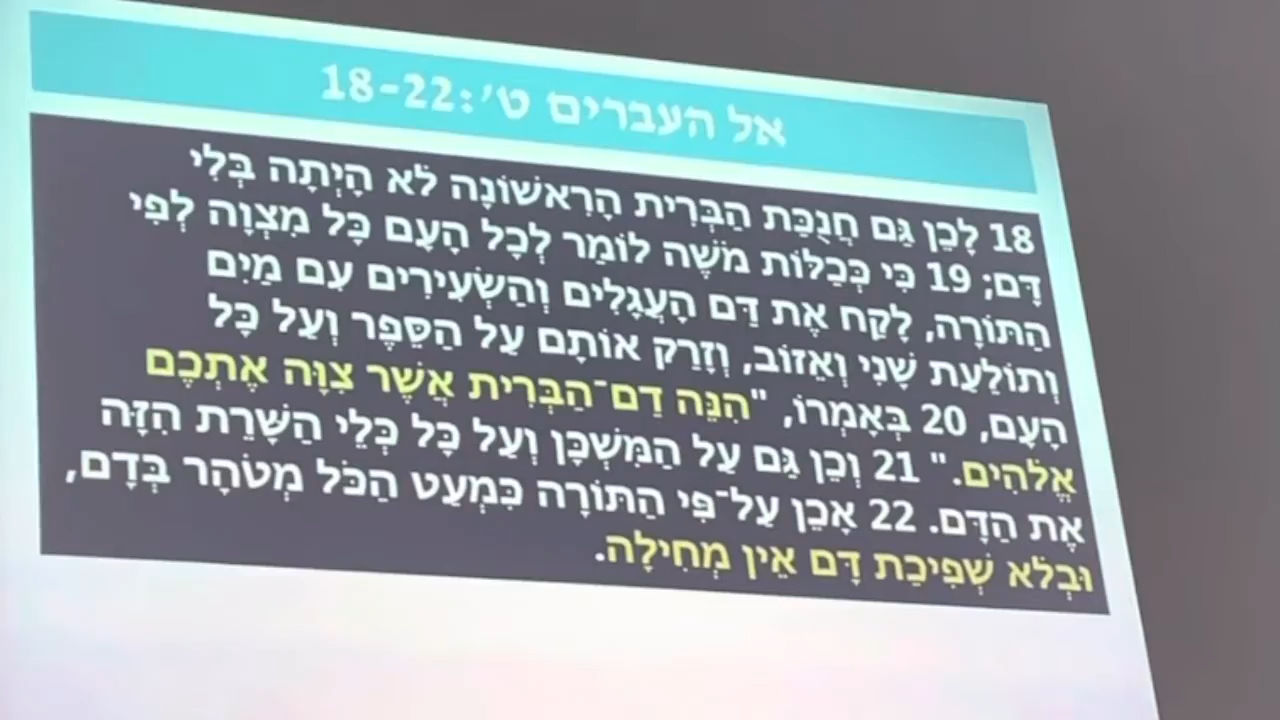 אל העברים ט׳:18-22
18 לָכֵן גַּם חֲנֻכַּת הַבְּרִית הָרִאשׁוֹנָה לֹא הָיְתָה בְּלִי
דָּם; 19 כִּי כְּכַלּוֹת מֹשֶׁה לוֹמַר לְכָל הָעָם כָּל מִצְוָה לְפִי
הַתּוֹרָה, לָקַח אֶת דַּם הָעֲגָלִים וְהַשְּׂעִירִים עִם מַיִם
וְתוֹלַעַת שָׁנִי וְאֵזוֹב, וְזָרַק אוֹתָם עַל הַסֵּפֶר וְעַל כָּל
הָעָם, 20 בְּאָמְרוֹ, "הִנֵּה דַם־הַבְּרִית אֲשֶׁר צִוָּה אֶתְכֶם
אֱלֹהִים." 21 וְכֵן גַּם עַל הַמִּשְׁכָּן וְעַל כָּל כְּלֵי הַשָּׁרֵת הִזָּה
אֶת הַדָּם. 22 אָכֵן עַל־פִּי הַתּוֹרָה כִּמְעַט הַכֹּל מְטֹהָר בְּדָם,
וּבְלֹא שְׁפִיכַת דָּם אֵין מְחִילָה.